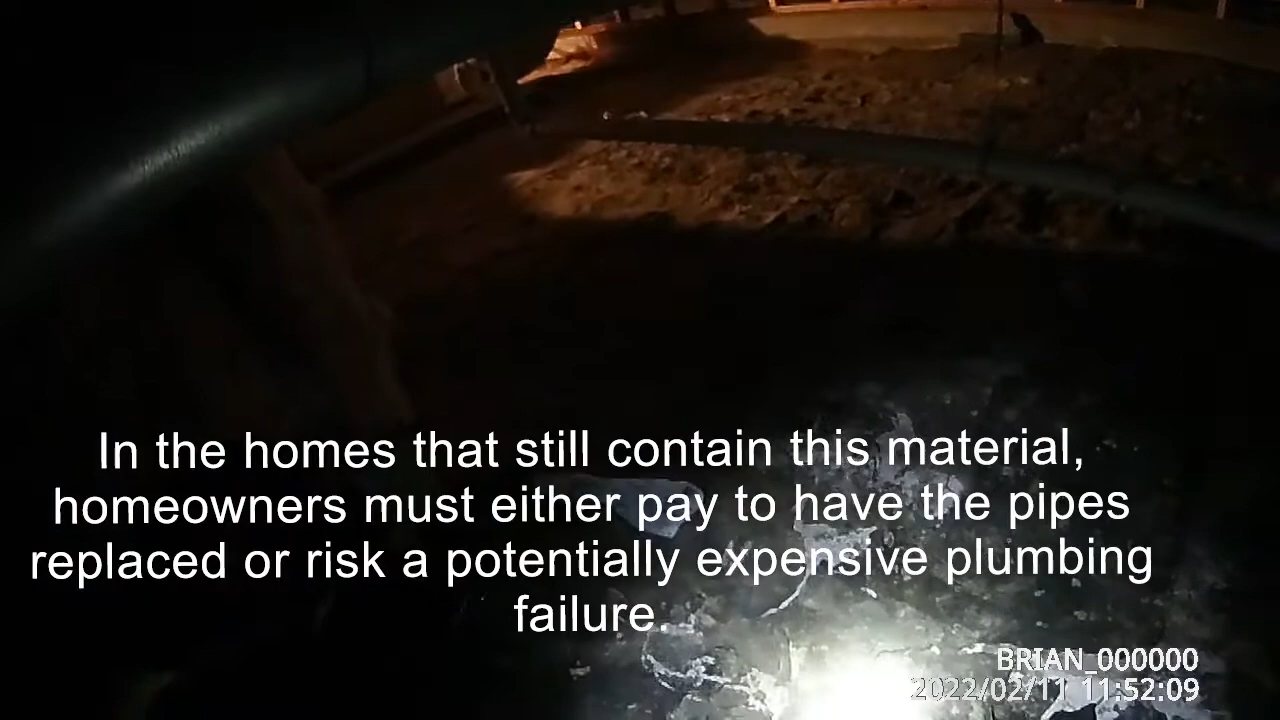 In the homes that still contain this material,
homeowners must either pay to have the pipes
replaced or risk a potentially expensive plumbing
failure.
BRIAN_000000
2022/02/11 11:52:09